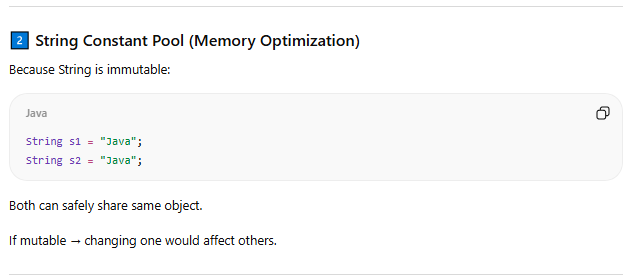 2 String Constant Pool (Memory Optimization)
Because String is immutable:
Java
String s1 = "Java";
String s2 = "Java";
Both can safely share same object.
If mutable → changing one would affect others.